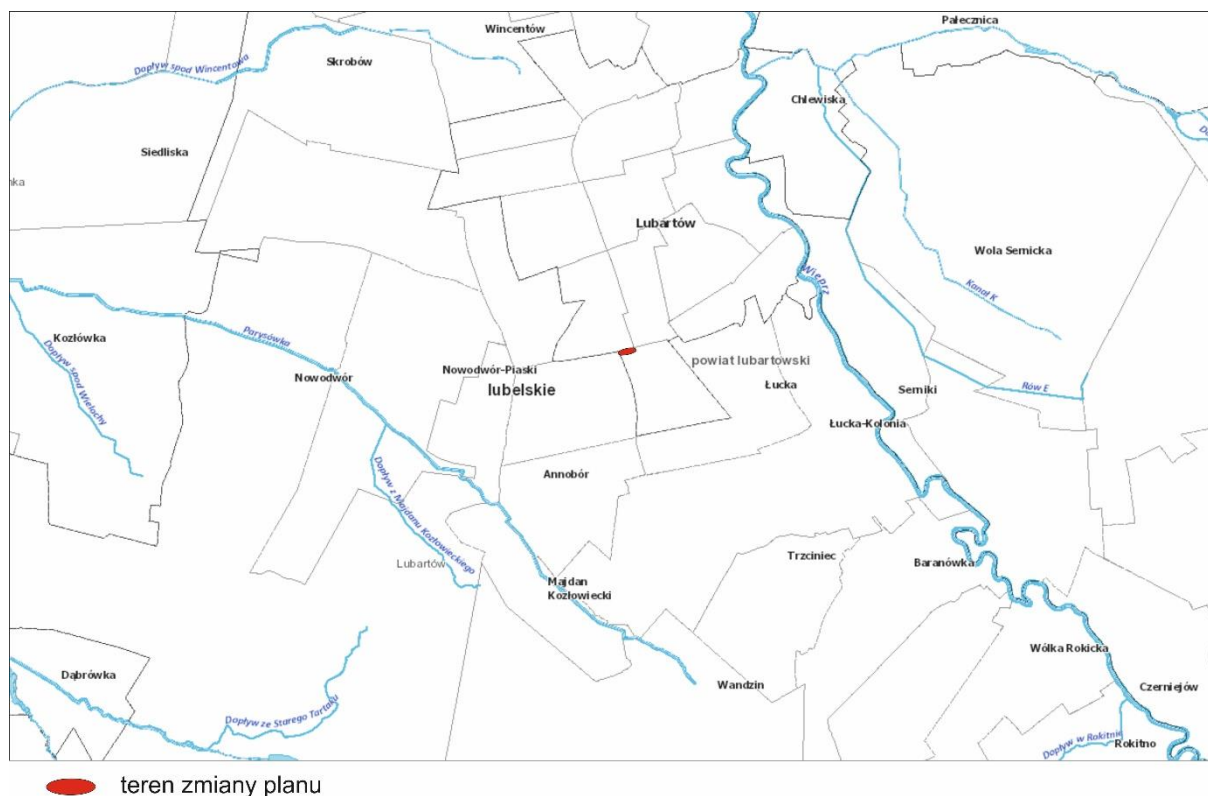 Pałecznica
Wincentów
Dopływ spod Wincentowa
Skrobów
Chlewiska
Siedliska
Lubartów
Wola Sernicka
Wieprz
Kanał K
Kozłówka
Parysówka
Dopływ spod Wielochy
Nowodwór
Nowodwór-Piaski
lubelskie
powiat lubartowski
Łucka
Serniki
Rów E
Łucka-Kolonia
Annobór
Dopływ z Majdanu Kozłowieckiego
Lubartów
Trzciniec
Baranówka
Majdan
Kozłowiecki
Wólka Rokicka
Dąbrówka
Wandzin
Czerniejów
Dopływ ze Starego Tartaku
Dopływ w Rokitnie
Rokitno
teren zmiany planu